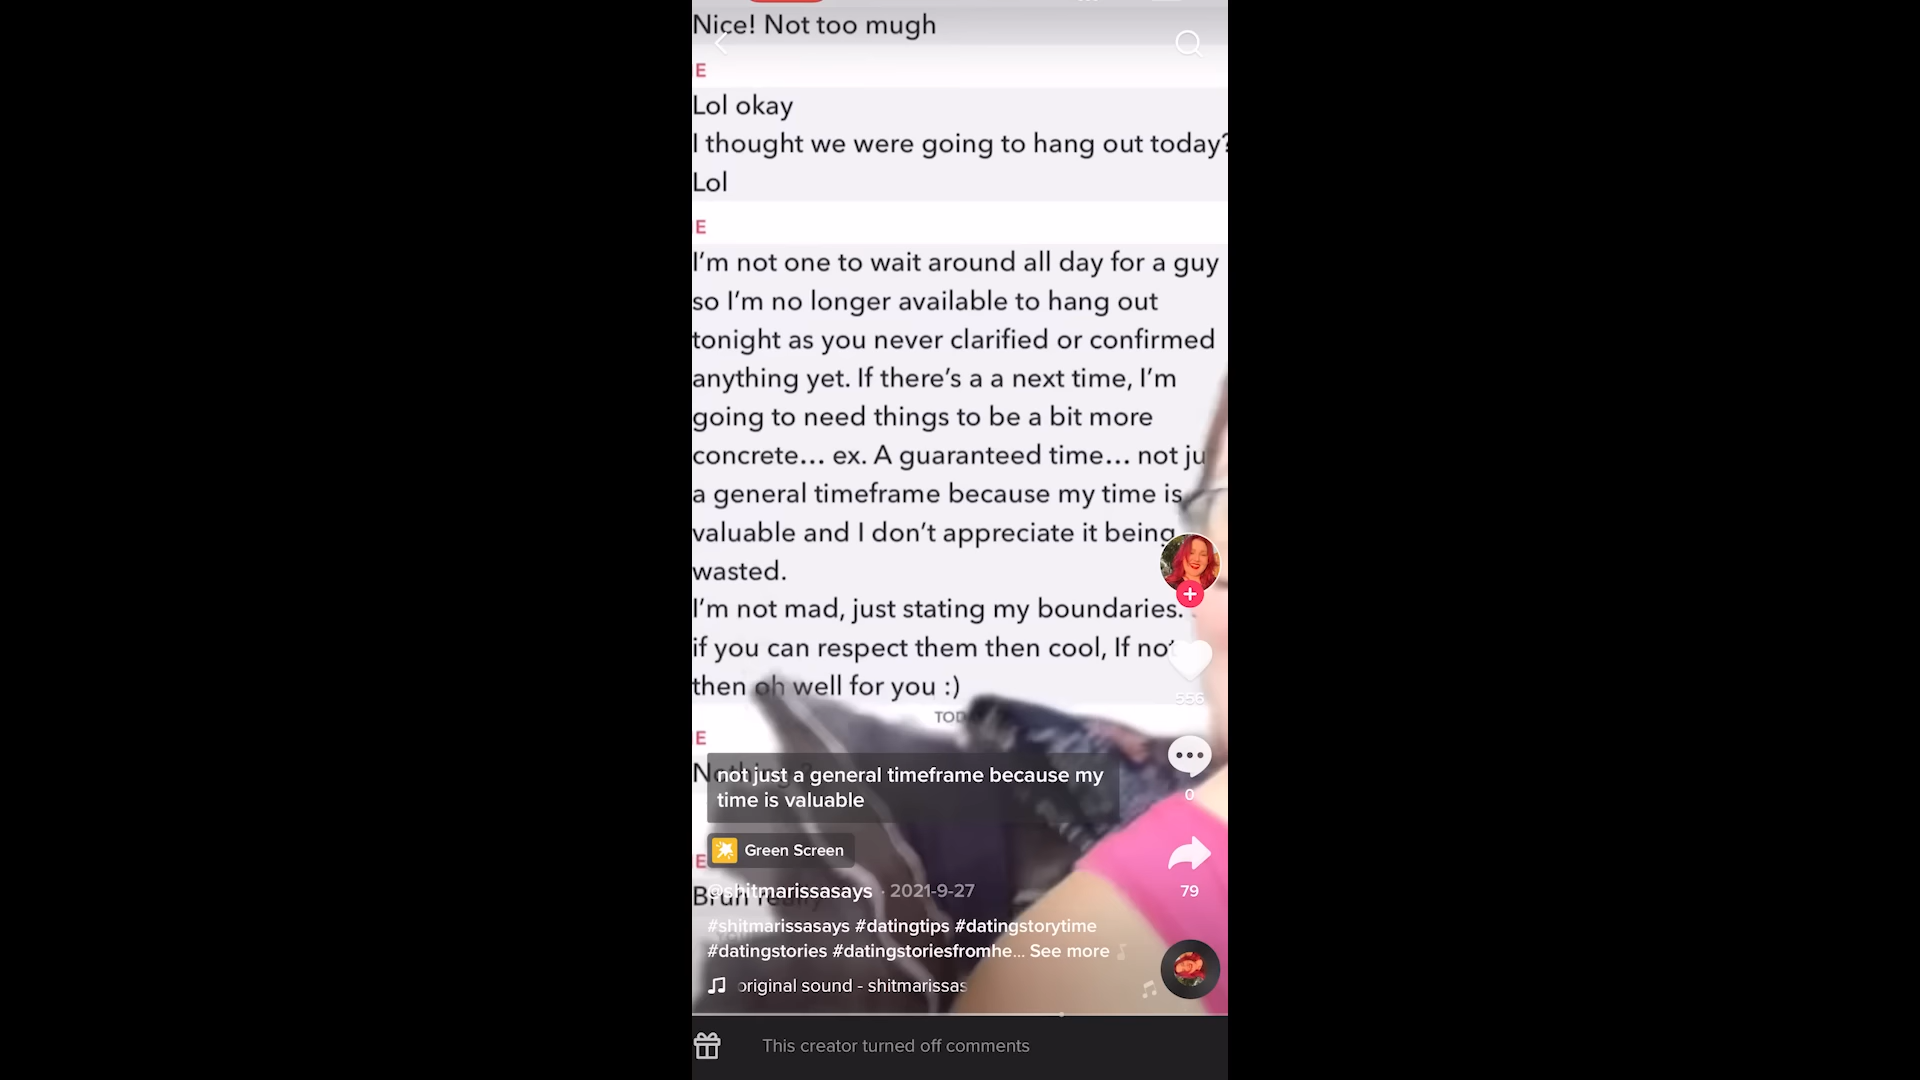 Nice! Not too mugh
E
Lol okay
I thought we were going to hang out today?
Lol
E
I'm not one to wait around all day for a guy
so I'm no longer available to hang out
tonight as you never clarified or confirmed
anything yet. If there's a a next time, I'm
going to need things to be a bit more
concrete... ex. A guaranteed time... not ju
a general timeframe because my time is
valuable and I don't appreciate it being
wasted.
I'm not mad, just stating my boundaries.
if you can respect them then cool, If not
then oh well for you :)
556
TOD
E
not just a general timeframe because my
time is valuable
0
Green Screen
E
@shitmarissasays · 2021-9-27
79
Bruh
#shitmarissasays #datingtips #datingstorytime
#datingstories #datingstoriesfromhe... See more
original sound - shitmarissas
This creator turned off comments